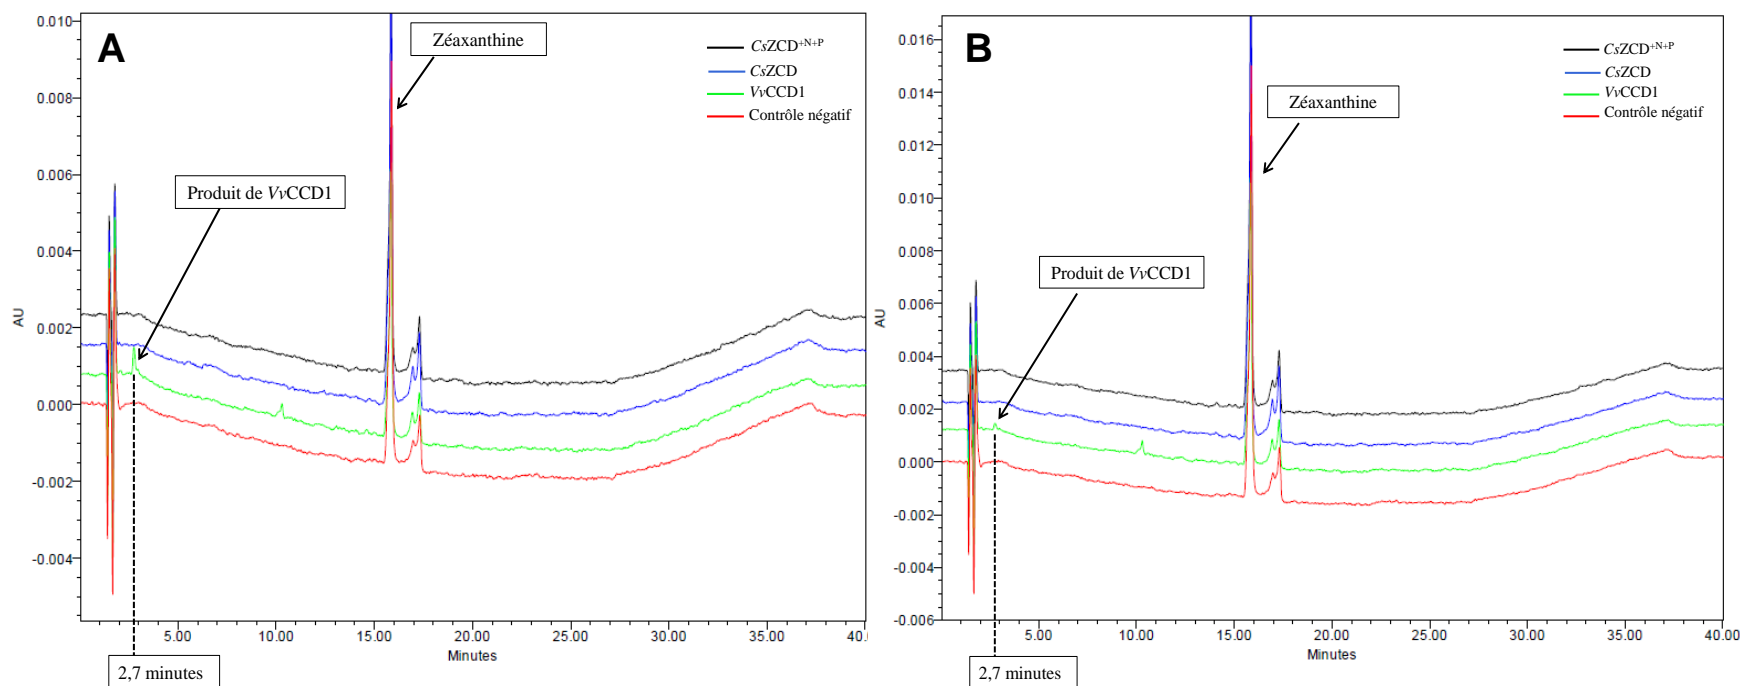 A
Zéaxanthine
CsZCD+N+P
CsZCD
VvCCD1
Contrôle négatif
Produit de VvCCD1
AU
0.010
0.008
0.006
0.004
0.002
0.000
-0.002
-0.004
5.00 10.00 15.00 20.00 25.00 30.00 35.00 40.
Minutes
2,7 minutes
B
Zéaxanthine
CsZCD+N+P
CsZCD
VvCCD1
Contrôle négatif
Produit de VvCCD1
AU
0.016
0.014
0.012
0.010
0.008
0.006
0.004
0.002
0.000
-0.002
-0.004
-0.006
5.00 10.00 15.00 20.00 25.00 30.00 35.00 40.00
Minutes
2,7 minutes